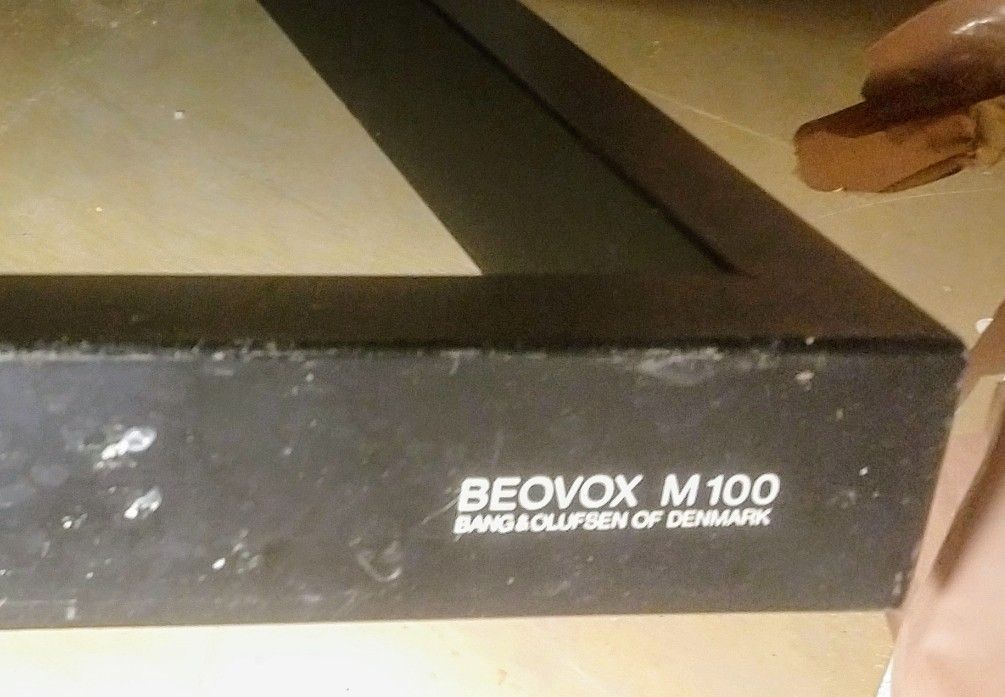 BEOVOX M100
BANG&OLUFSEN OF DENMARK